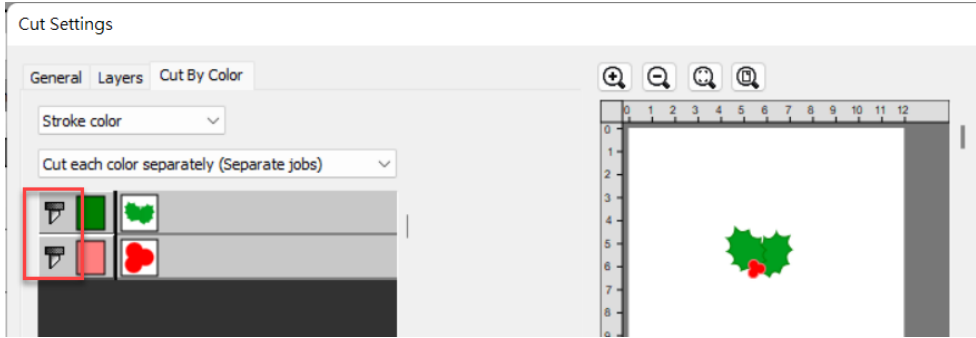 Cut Settings
General Layers Cut By Color
Stroke color
Cut each color separately (Separate jobs)
0 1 2 3 4 5 6 7 8 9 10 11 12
0
1
2
3
4
5
6
7
8
9